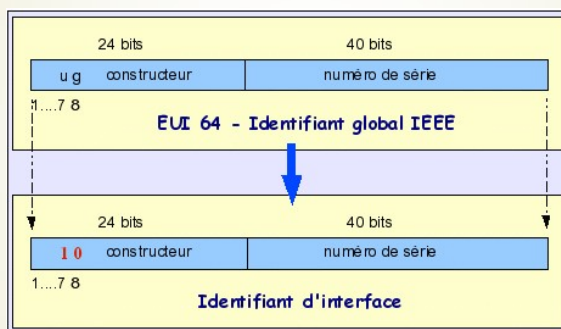 24 bits 40 bits
u g constructeur numéro de série
1....7 8
EUI 64 - Identifiant global IEEE
24 bits 40 bits
1 0 constructeur numéro de série
1....7 8
Identifiant d'interface